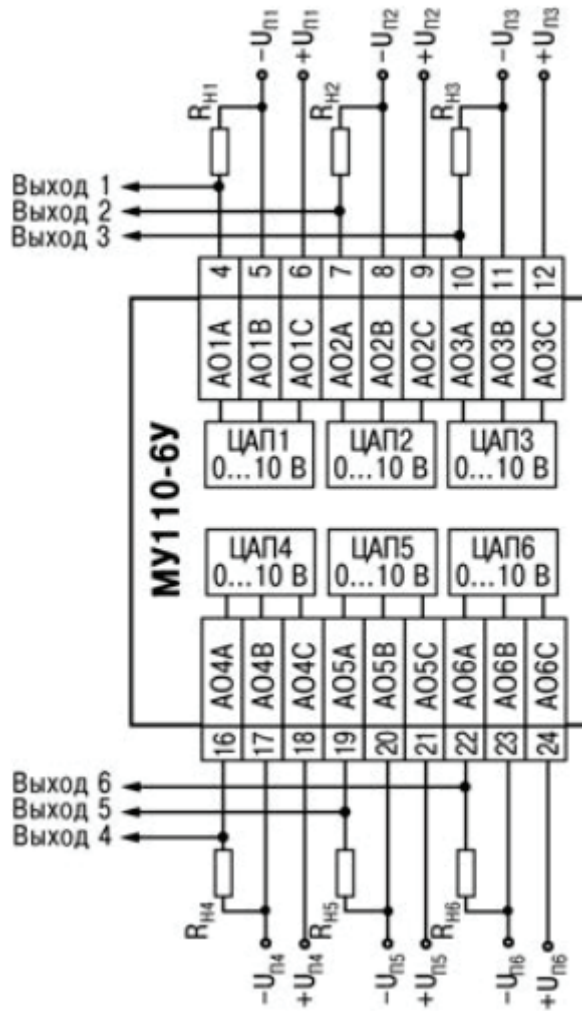 -Uп1
+Uп1
-Uп2
+Uп2
-Uп3
+Uп3
RН1
RН2
RН3
Выход 1
Выход 2
Выход 3
4
5
6
7
8
9
10
11
12
AO1A
AO1B
AO1C
AO2A
AO2B
AO2C
AO3A
AO3B
AO3C
ЦАП1
0...10 В
ЦАП2
0...10 В
ЦАП3
0...10 В
МУ110-6У
ЦАП4
0...10 В
ЦАП5
0...10 В
ЦАП6
0...10 В
AO4A
AO4B
AO4C
AO5A
AO5B
AO5C
AO6A
AO6B
AO6C
16
17
18
19
20
21
22
23
24
Выход 6
Выход 5
Выход 4
RН4
RН5
RН6
-Uп4
+Uп4
-Uп5
+Uп5
-Uп6
+Uп6